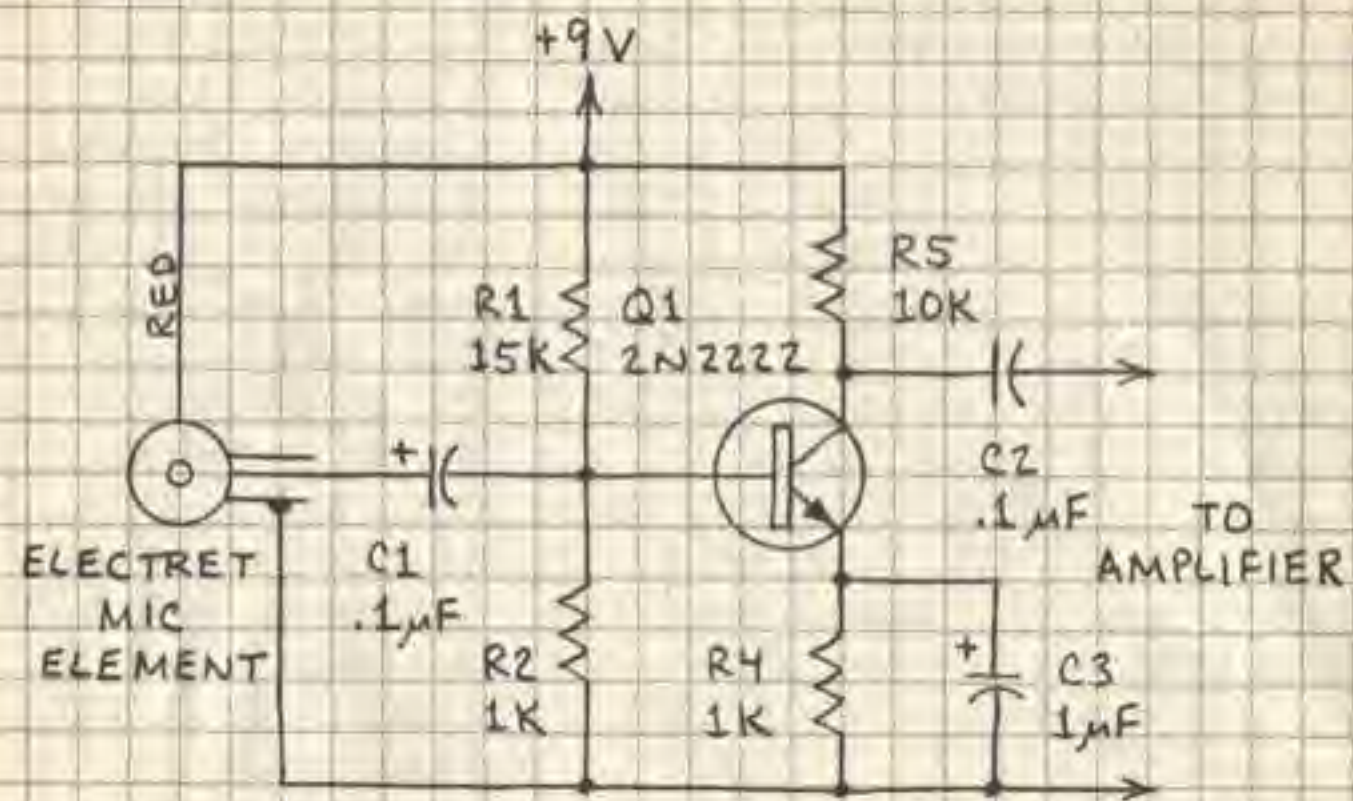 +9V
RED
R1
15K
Q1
2N2222
R5
10K
+
C1
.1µF
ELECTRET
MIC
ELEMENT
C2
.1µF
TO
AMPLIFIER
R2
1K
R4
1K
+
C3
1µF